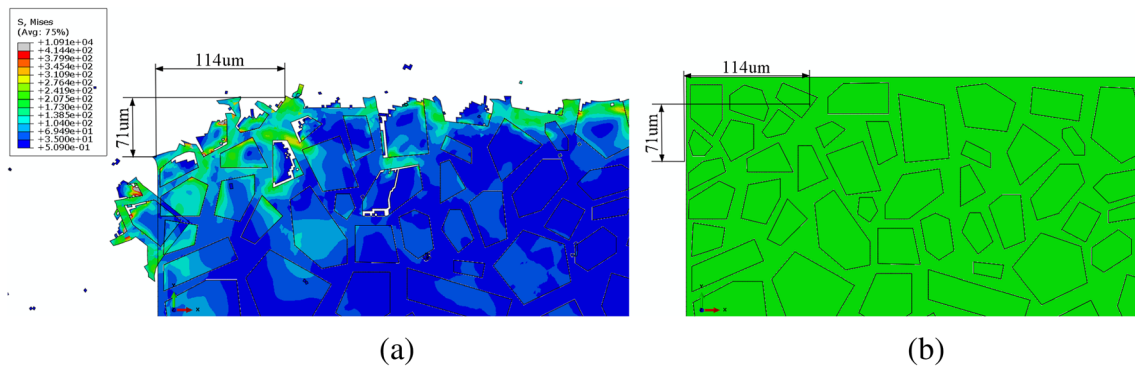 S, Mises
(Avg: 75%)
+1.091e+04
+4.144e+02
+3.799e+02
+3.454e+02
+3.109e+02
+2.764e+02
+2.419e+02
+2.075e+02
+1.730e+02
+1.385e+02
+1.040e+02
+6.949e+01
+3.500e+01
+5.090e-01
114um
71um
X
(a)
114um
71um
Y
X
(b)